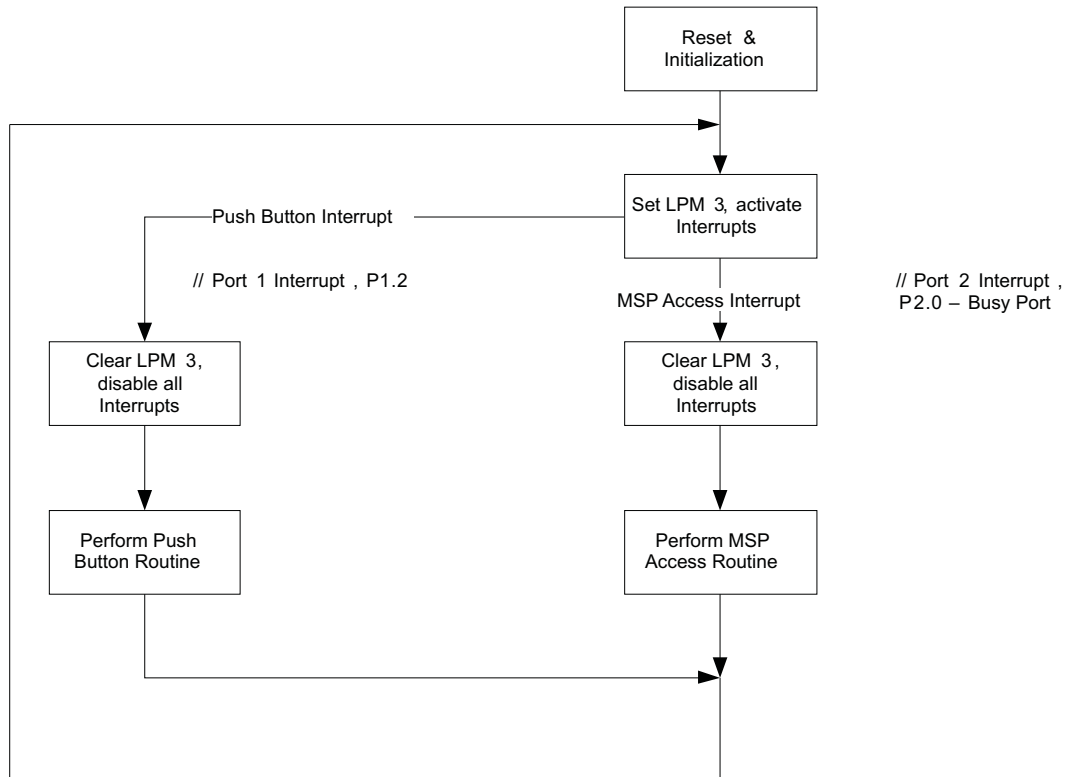 Reset &
Initialization
Set LPM 3, activate
Interrupts
Push Button Interrupt
// Port 1 Interrupt , P1.2
MSP Access Interrupt
// Port 2 Interrupt ,
P2.0 – Busy Port
Clear LPM 3,
disable all
Interrupts
Clear LPM 3,
disable all
Interrupts
Perform Push
Button Routine
Perform MSP
Access Routine